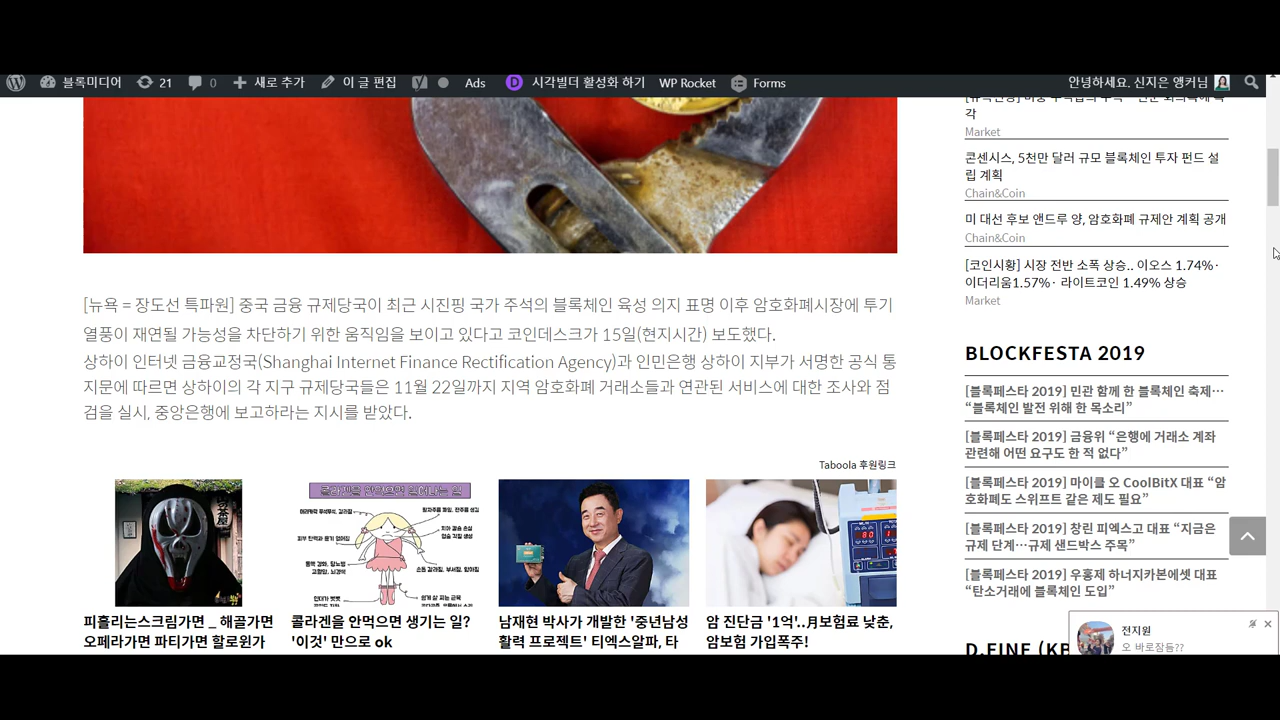 블록미디어 21 0 새로 추가 이 글 편집 Ads 시각빌더 활성화 하기 WP Rocket Forms 안녕하세요. 신지은 앵커님
각
Market
콘센시스, 5천만 달러 규모 블록체인 투자 펀드 설
립 계획
Chain&Coin
미 대선 후보 앤드루 양, 암호화폐 규제안 계획 공개
Chain&Coin
[코인시황] 시장 전반 소폭 상승.. 이오스 1.74%·
이더리움1.57%· 라이트코인 1.49% 상승
Market
[뉴욕 = 장도선 특파원] 중국 금융 규제당국이 최근 시진핑 국가 주석의 블록체인 육성 의지 표명 이후 암호화폐시장에 투기
열풍이 재연될 가능성을 차단하기 위한 움직임을 보이고 있다고 코인데스크가 15일(현지시간) 보도했다.
상하이 인터넷 금융교정국(Shanghai Internet Finance Rectification Agency)과 인민은행 상하이 지부가 서명한 공식 통
지문에 따르면 상하이의 각 지구 규제당국들은 11월 22일까지 지역 암호화폐 거래소들과 연관된 서비스에 대한 조사와 점
검을 실시, 중앙은행에 보고하라는 지시를 받았다.
BLOCKFESTA 2019
[블록페스타 2019] 민관 함께 한 블록체인 축제…
“블록체인 발전 위해 한 목소리”
[블록페스타 2019] 금융위 “은행에 거래소 계좌
관련해 어떤 요구도 한 적 없다”
[블록페스타 2019] 마이클 오 CoolBitX 대표 “암
호화폐도 스위프트 같은 제도 필요”
[블록페스타 2019] 창린 피엑스고 대표 “지금은
규제 단계…규제 샌드박스 주목”
[블록페스타 2019] 우홍제 하너지카본에셋 대표
“탄소거래에 블록체인 도입”
Taboola 후원링크
콜라겐을 안먹으면 일어나는 일
피흘리는스크림가면 _ 해골가면
오페라가면 파티가면 할로윈가
콜라겐을 안먹으면 생기는 일?
'이것' 만으로 ok
남재현 박사가 개발한 '중년남성
활력 프로젝트' 티엑스알파, 타
암 진단금 '1억'..月보험료 낮춘,
암보험 가입폭주!
D.FINE (KB
전지원
오 바로잠듬??